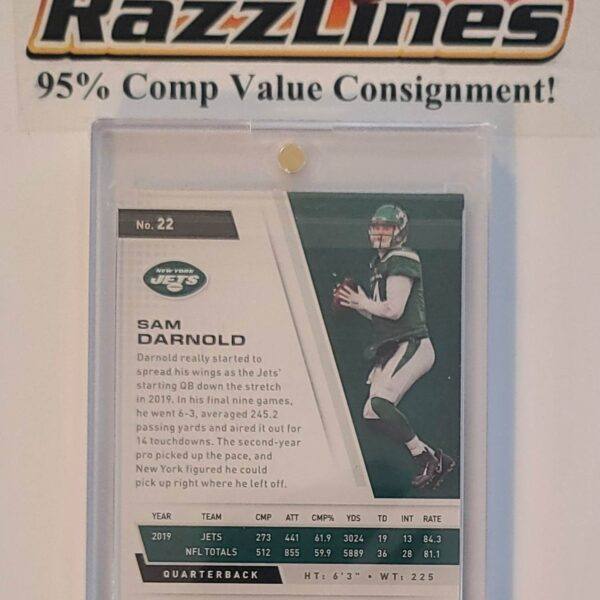 RazzLines
95% Comp Value Consignment!
No. 22
NEW YORK
JETS
SAM
DARNOLD
Darnold really started to
spread his wings as the Jets'
starting QB down the stretch
in 2019. In his final nine games,
he went 6-3, averaged 245.2
passing yards and aired it out for
14 touchdowns. The second-year
pro picked up the pace, and
New York figured he could
pick up right where he left off.
YEAR TEAM CMP ATT CMP% YDS TD INT RATE
2019 JETS 273 441 61.9 3024 19 13 84.3
NFL TOTALS 512 855 59.9 5889 36 28 81.1
QUARTERBACK HT: 6'3" • WT: 225